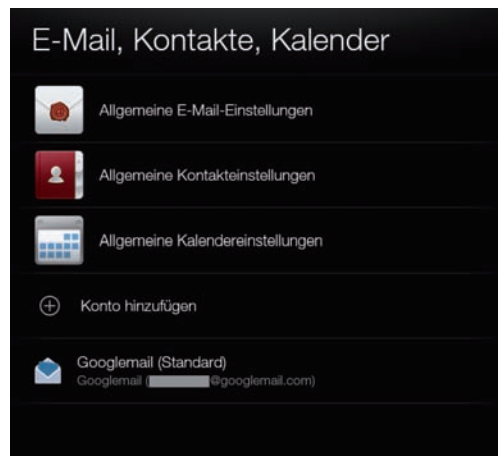 E-Mail, Kontakte, Kalender
Allgemeine E-Mail-Einstellungen
Allgemeine Kontakteinstellungen
Allgemeine Kalendereinstellungen
Konto hinzufügen
Googlemail (Standard)
Googlemail (@googlemail.com)